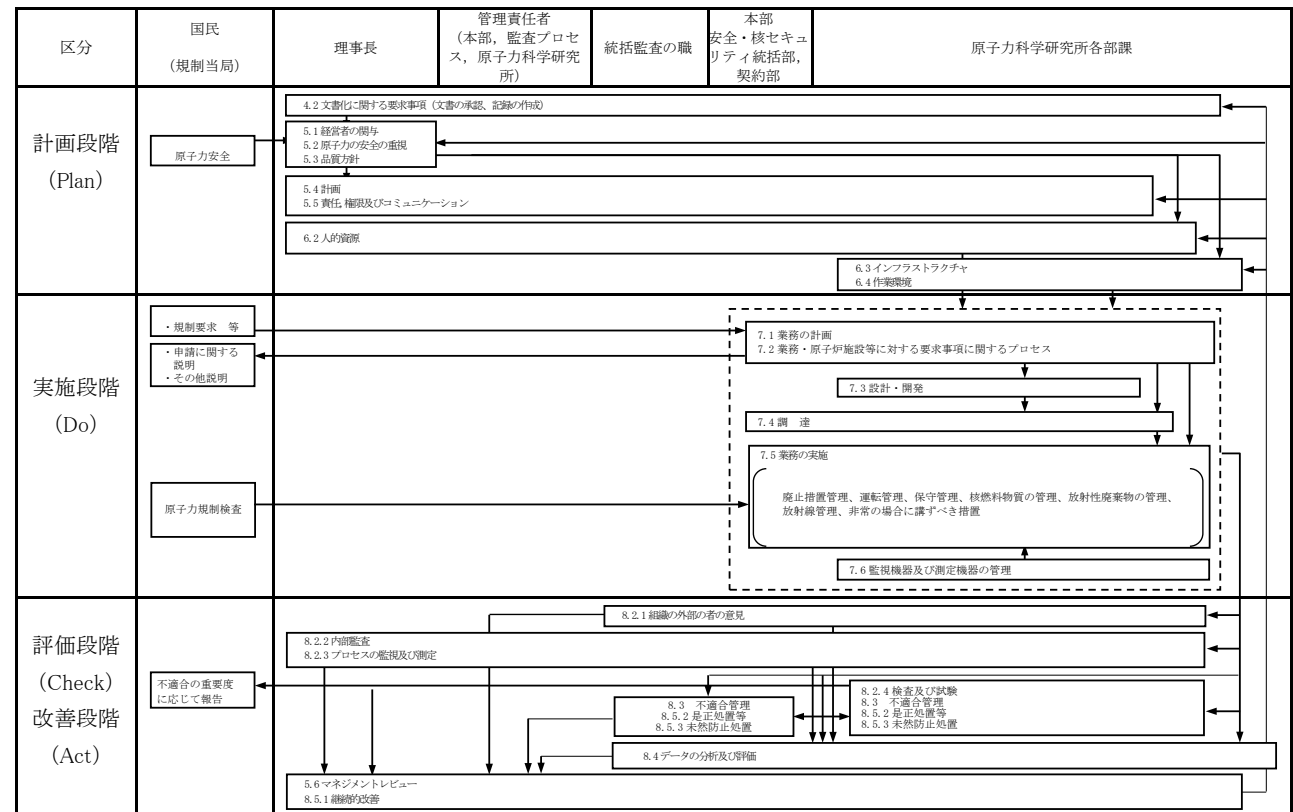 区分
国民
（規制当局）
理事長
管理責任者
（本部，監査プロセ
ス，原子力科学研究
所）
統括監査の職
本部
安全・核セキュ
リティ統括部，
契約部
原子力科学研究所各部課
計画段階
（Plan）
原子力安全
4.2 文書化に関する要求事項（文書の承認、記録の作成）
5.1 経営者の関与
5.2 原子力の安全の重視
5.3 品質方針
5.4 計画
5.5 責任、権限及びコミュニケーション
6.2 人的資源
6.3 インフラストラクチャ
6.4 作業環境
実施段階
（Do）
・規制要求　等
・申請に関する
説明
・その他説明
原子力規制検査
7.1 業務の計画
7.2 業務・原子炉施設等に対する要求事項に関するプロセス
7.3 設計・開発
7.4 調　達
7.5 業務の実施
廃止措置管理、運転管理、保守管理、核燃料物質の管理、放射性廃棄物の管理、
放射線管理、非常の場合に講ずべき措置
7.6 監視機器及び測定機器の管理
評価段階
（Check）
改善段階
（Act）
不適合の重要度
に応じて報告
8.2.1 組織の外部の者の意見
8.2.2 内部監査
8.2.3 プロセスの監視及び測定
8.3　不適合管理
8.5.2 是正処置等
8.5.3 未然防止処置
8.2.4 検査及び試験
8.3　不適合管理
8.5.2 是正処置等
8.5.3 未然防止処置
8.4 データの分析及び評価
5.6 マネジメントレビュー
8.5.1 継続的改善